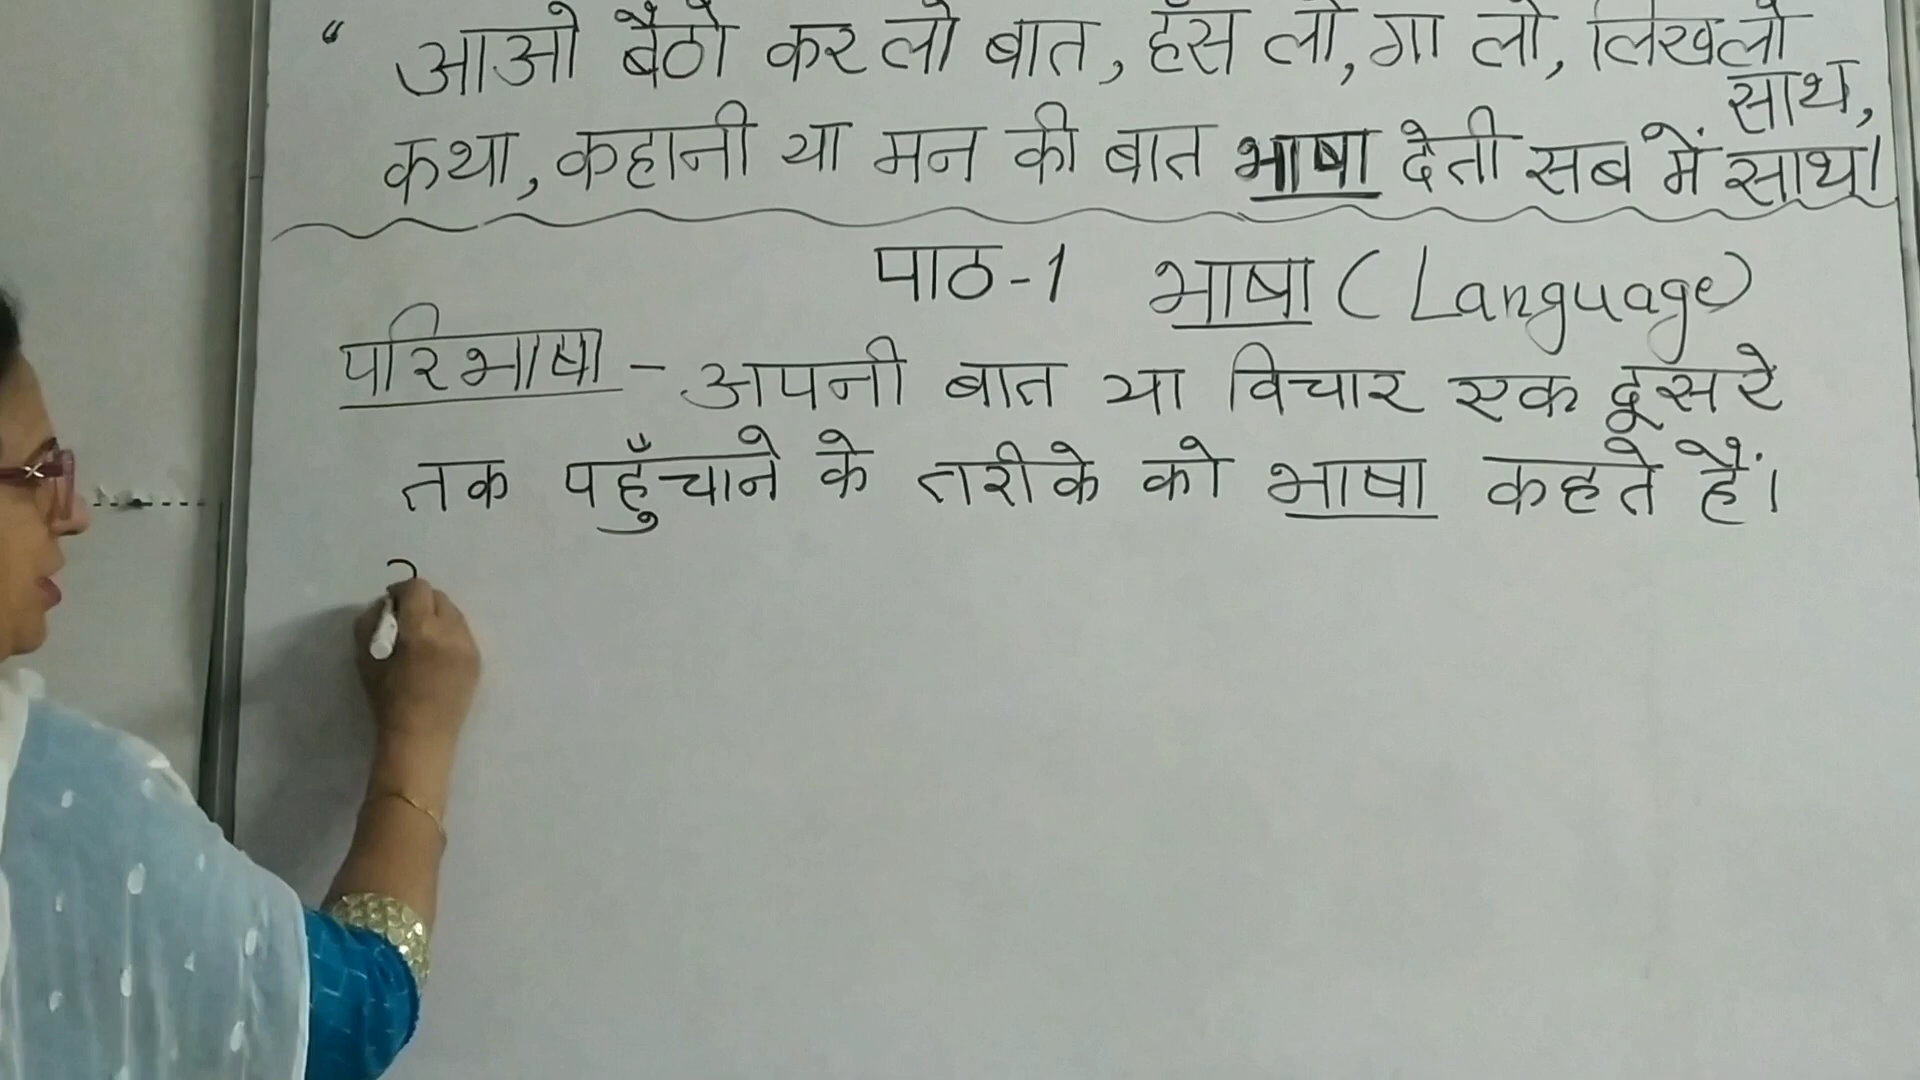 “ आओ बैठो कर लो बात, हँस लो, गा लो, लिखलो साथ,
कथा, कहानी या मन की बात भाषा देती सब में साथ।
पाठ-1 भाषा (Language)
परिभाषा - अपनी बात या विचार एक दूसरे
तक पहुँचाने के तरीके को भाषा कहते हैं।